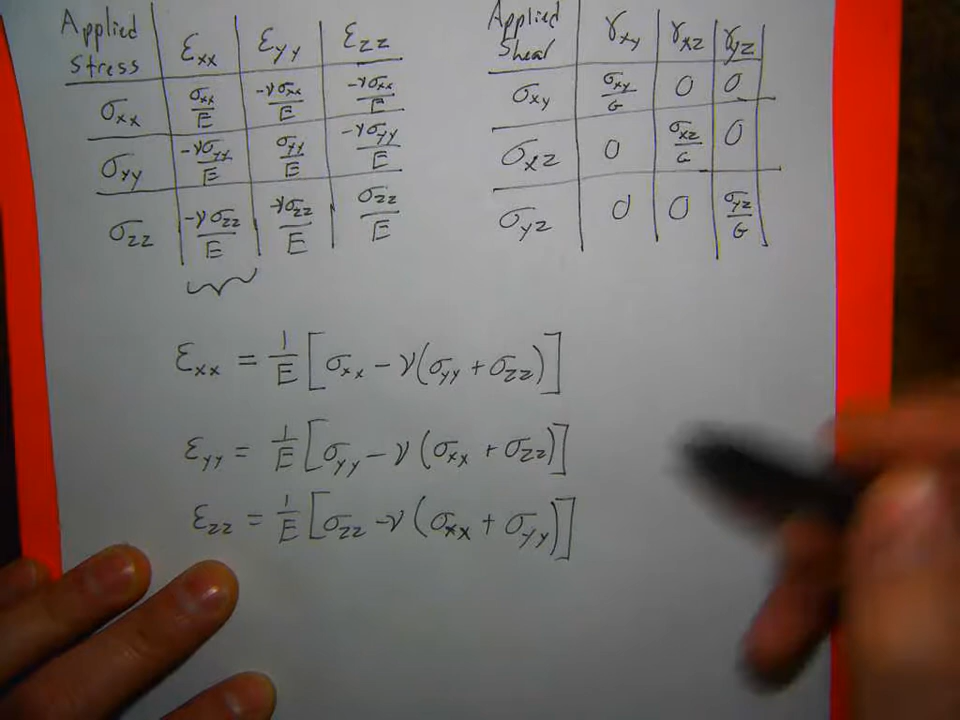 Applied Stress | εxx | εyy | εzz
σxx | σxx/E | -νσxx/E | -νσxx/E
σyy | -νσyy/E | σyy/E | -νσyy/E
σzz | -νσzz/E | -νσzz/E | σzz/E
Applied Shear | γxy | γxz | γyz
σxy | σxy/G | 0 | 0
σxz | 0 | σxz/G | 0
σyz | 0 | 0 | σyz/G
εxx = 1/E [σxx - ν(σyy + σzz)]
εyy = 1/E [σyy - ν(σxx + σzz)]
εzz = 1/E [σzz - ν(σxx + σyy)]